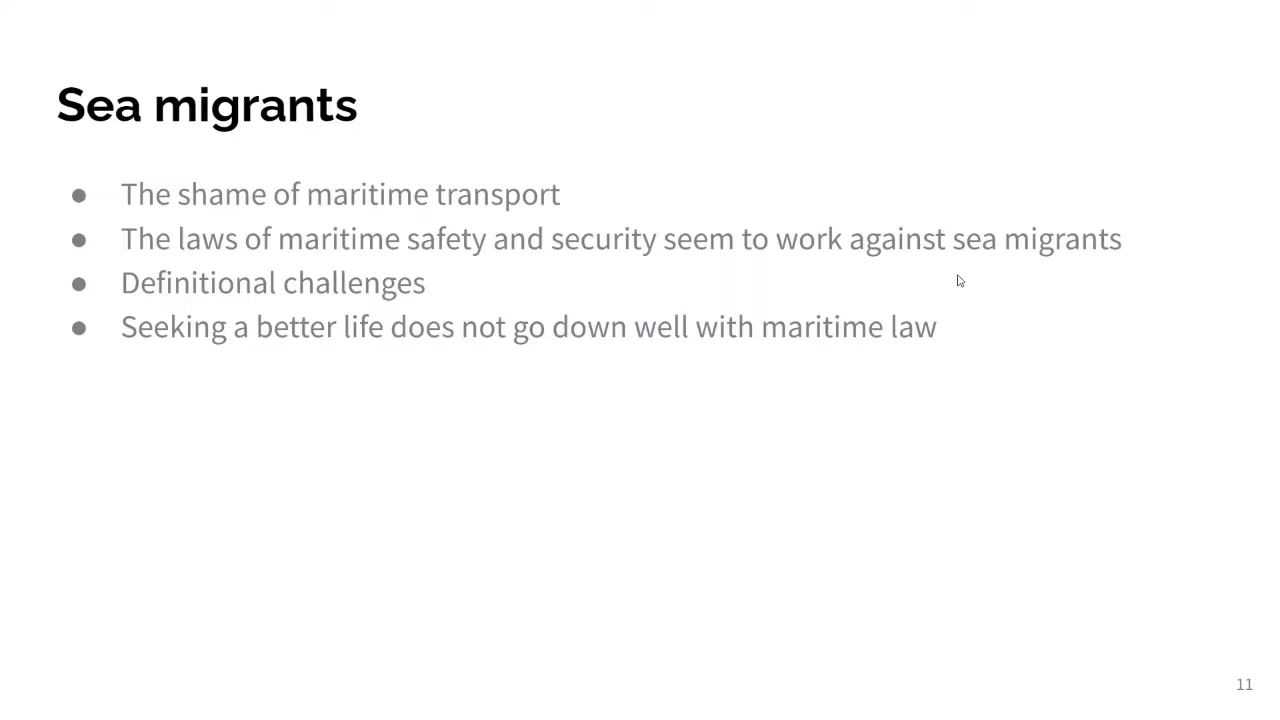 Sea migrants
● The shame of maritime transport
● The laws of maritime safety and security seem to work against sea migrants
● Definitional challenges
● Seeking a better life does not go down well with maritime law
11